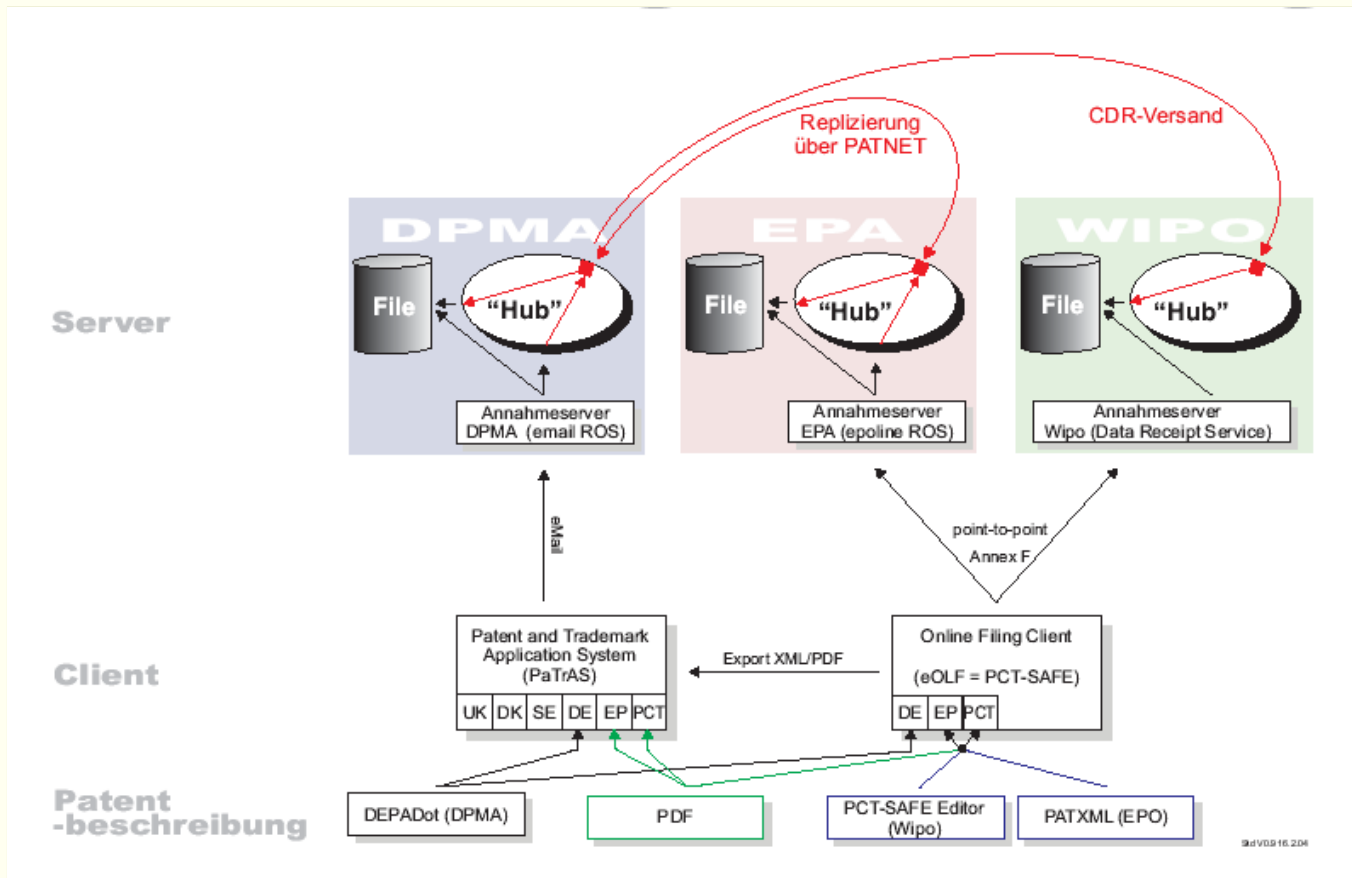 Replizierung
über PATNET
CDR-Versand
DPMA
EPA
WIPO
File
"Hub"
File
"Hub"
File
"Hub"
Server
Annahmeserver
DPMA (email ROS)
Annahmeserver
EPA (epoline ROS)
Annahmeserver
Wipo (Data Receipt Service)
eMail
point-to-point
Annex F
Patent and Trademark
Application System
(PaTrAS)
UK DK SE DE EP PCT
Export XML/PDF
Online Filing Client
(eOLF = PCT-SAFE)
DE EP PCT
Client
Patent
-beschreibung
DEPADot (DPMA)
PDF
PCT-SAFE Editor
(Wipo)
PATXML (EPO)